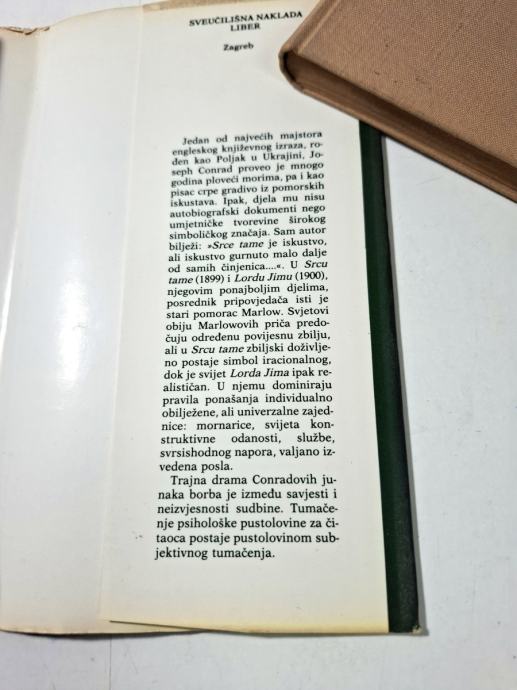 SVEUČILIŠNA NAKLADA
LIBER
Zagreb
Jedan od najvećih majstora
engleskog književnog izraza, ro-
đen kao Poljak u Ukrajini, Jo-
seph Conrad proveo je mnogo
godina ploveći morima, pa i kao
pisac crpe gradivo iz pomorskih
iskustava. Ipak, djela mu nisu
autobiografski dokumenti nego
umjetničke tvorevine širokog
simboličkog značaja. Sam autor
bilježi: »Srce tame je iskustvo,
ali iskustvo gurnuto malo dalje
od samih činjenica....«. U Srcu
tame (1899) i Lordu Jimu (1900),
njegovim ponajboljim djelima,
posrednik pripovjedača isti je
stari pomorac Marlow. Svjetovi
obiju Marlowovih priča predo-
čuju određenu povijesnu zbilju,
ali u Srcu tame zbiljski doživlje-
no postaje simbol iracionalnog,
dok je svijet Lorda Jima ipak re-
alističan. U njemu dominiraju
pravila ponašanja individualno
obilježene, ali univerzalne zajed-
nice: mornarice, svijeta kon-
struktivne odanosti, službe,
svrsishodnog napora, valjano iz-
vedena posla.
Trajna drama Conradovih ju-
naka borba je između savjesti i
neizvjesnosti sudbine. Tumače-
nje psihološke pustolovine za či-
taoca postaje pustolovinom sub-
jektivnog tumačenja.